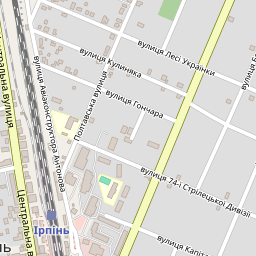 вулиця Лесі Українки
вулиця Кулиняка
вулиця Гончара
Полтавська вулиця
вулиця Авіаконструктора Антонова
Центральна вулиця
вулиця 74-ї Стрілецької Дивізії
Ірпінь
вулиця Капіт